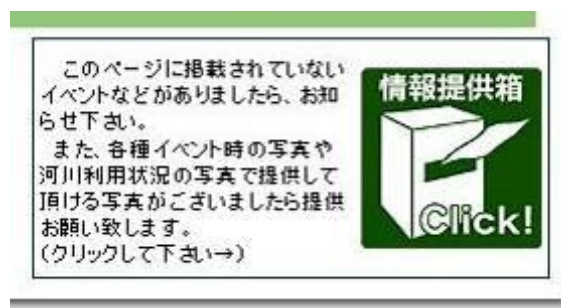 このページに掲載されていない
イベントなどがありましたら、お知
らせ下さい。
また、各種イベント時の写真や
河川利用状況の写真で提供して
頂ける写真がございましたら提供
お願い致します。
(クリックして下さい→)
情報提供箱
Click!